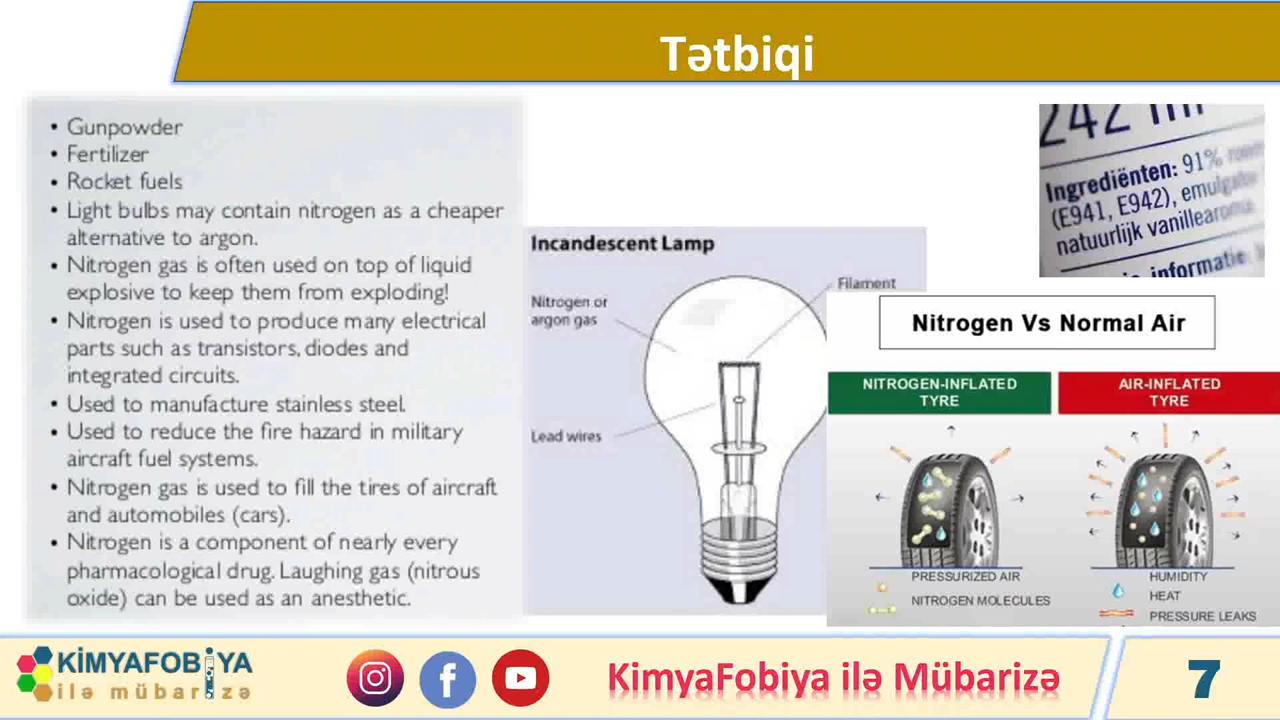 Tətbiqi
• Gunpowder
• Fertilizer
• Rocket fuels
• Light bulbs may contain nitrogen as a cheaper
alternative to argon.
• Nitrogen gas is often used on top of liquid
explosive to keep them from exploding!
• Nitrogen is used to produce many electrical
parts such as transistors, diodes and
integrated circuits.
• Used to manufacture stainless steel.
• Used to reduce the fire hazard in military
aircraft fuel systems.
• Nitrogen gas is used to fill the tires of aircraft
and automobiles (cars).
• Nitrogen is a component of nearly every
pharmacological drug. Laughing gas (nitrous
oxide) can be used as an anesthetic.
Incandescent Lamp
Filament
Nitrogen or
argon gas
Lead wires
242 ml
Ingrediënten: 91%
(E941, E942),
natuurlijk
informatie
Nitrogen Vs Normal Air
NITROGEN-INFLATED
TYRE
AIR-INFLATED
TYRE
PRESSURIZED AIR
NITROGEN MOLECULES
HUMIDITY
HEAT
PRESSURE LEAKS
KİMYAFOBİYA
ilə mübarizə
KimyaFobiya ilə Mübarizə
7